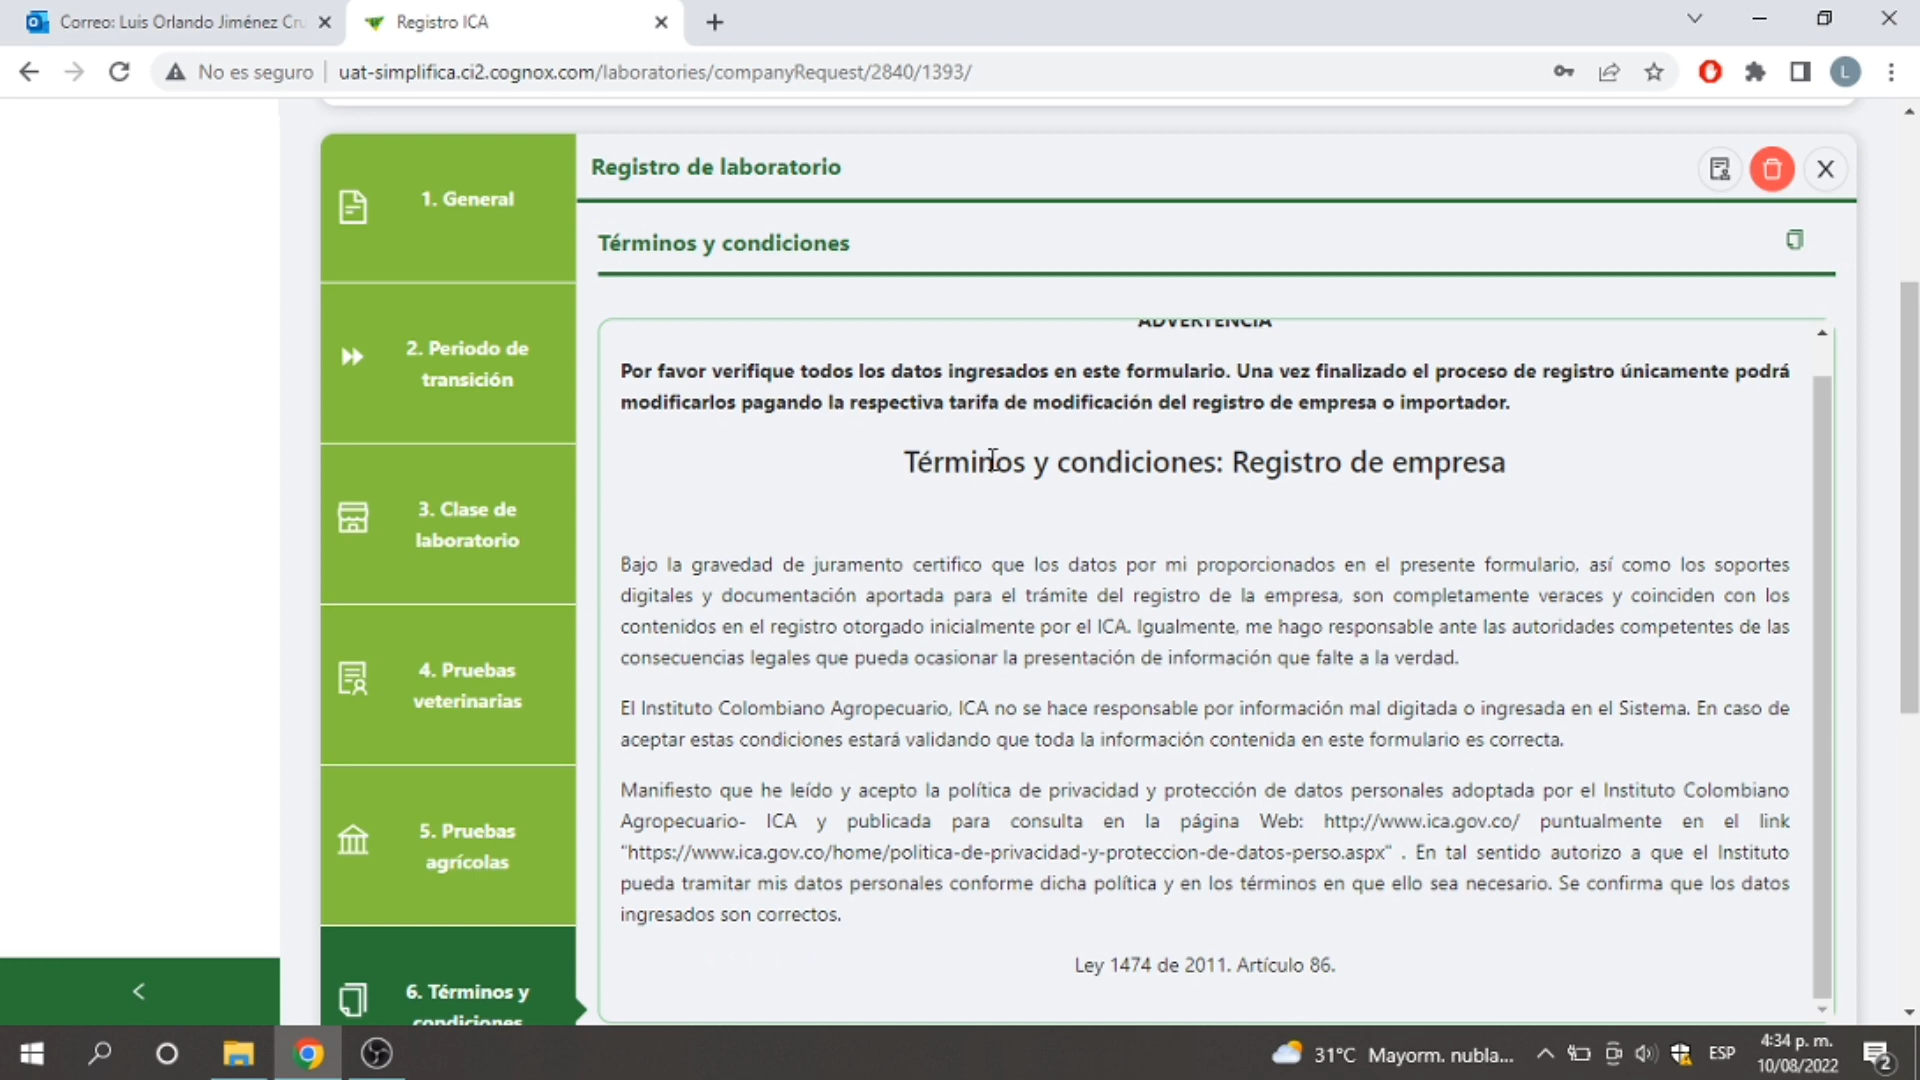 Correo: Luis Orlando Jiménez Cru
Registro ICA
No es seguro
uat-simplifica.ci2.cognox.com/laboratories/companyRequest/2840/1393/
L
1. General
2. Periodo de
transición
3. Clase de
laboratorio
4. Pruebas
veterinarias
5. Pruebas
agrícolas
6. Términos y
condiciones
Registro de laboratorio
Términos y condiciones
ADVERTENCIA
Por favor verifique todos los datos ingresados en este formulario. Una vez finalizado el proceso de registro únicamente podrá
modificarlos pagando la respectiva tarifa de modificación del registro de empresa o importador.
Términos y condiciones: Registro de empresa
Bajo la gravedad de juramento certifico que los datos por mi proporcionados en el presente formulario, así como los soportes
digitales y documentación aportada para el trámite del registro de la empresa, son completamente veraces y coinciden con los
contenidos en el registro otorgado inicialmente por el ICA. Igualmente, me hago responsable ante las autoridades competentes de las
consecuencias legales que pueda ocasionar la presentación de información que falte a la verdad.
El Instituto Colombiano Agropecuario, ICA no se hace responsable por información mal digitada o ingresada en el Sistema. En caso de
aceptar estas condiciones estará validando que toda la información contenida en este formulario es correcta.
Manifiesto que he leído y acepto la política de privacidad y protección de datos personales adoptada por el Instituto Colombiano
Agropecuario- ICA y publicada para consulta en la página Web: http://www.ica.gov.co/ puntualmente en el link
"https://www.ica.gov.co/home/politica-de-privacidad-y-proteccion-de-datos-perso.aspx" . En tal sentido autorizo a que el Instituto
pueda tramitar mis datos personales conforme dicha política y en los términos en que ello sea necesario. Se confirma que los datos
ingresados son correctos.
Ley 1474 de 2011. Artículo 86.
31°C Mayorm. nubla...
ESP
4:34 p. m.
10/08/2022
2